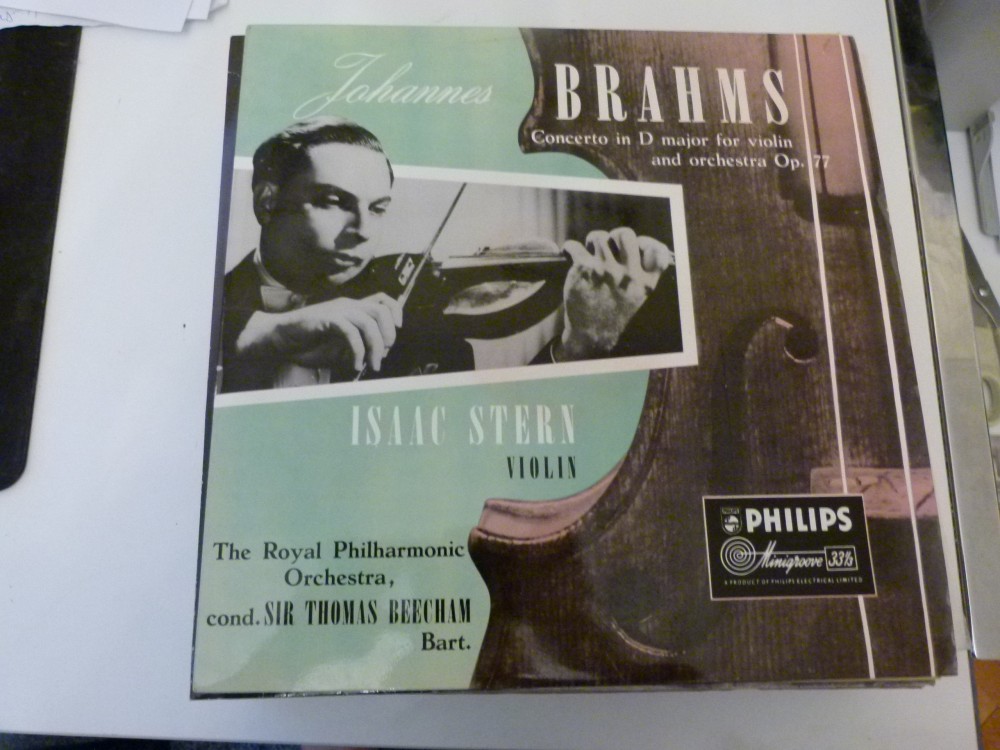 Johannes
BRAHMS
Concerto in D major for violin
and orchestra Op. 77
ISAAC STERN
VIOLIN
The Royal Philharmonic
Orchestra,
cond. SIR THOMAS BEECHAM
Bart.
PHILIPS
PHILIPS
Minigroove 33⅓
A PRODUCT OF PHILIPS ELECTRICAL LIMITED